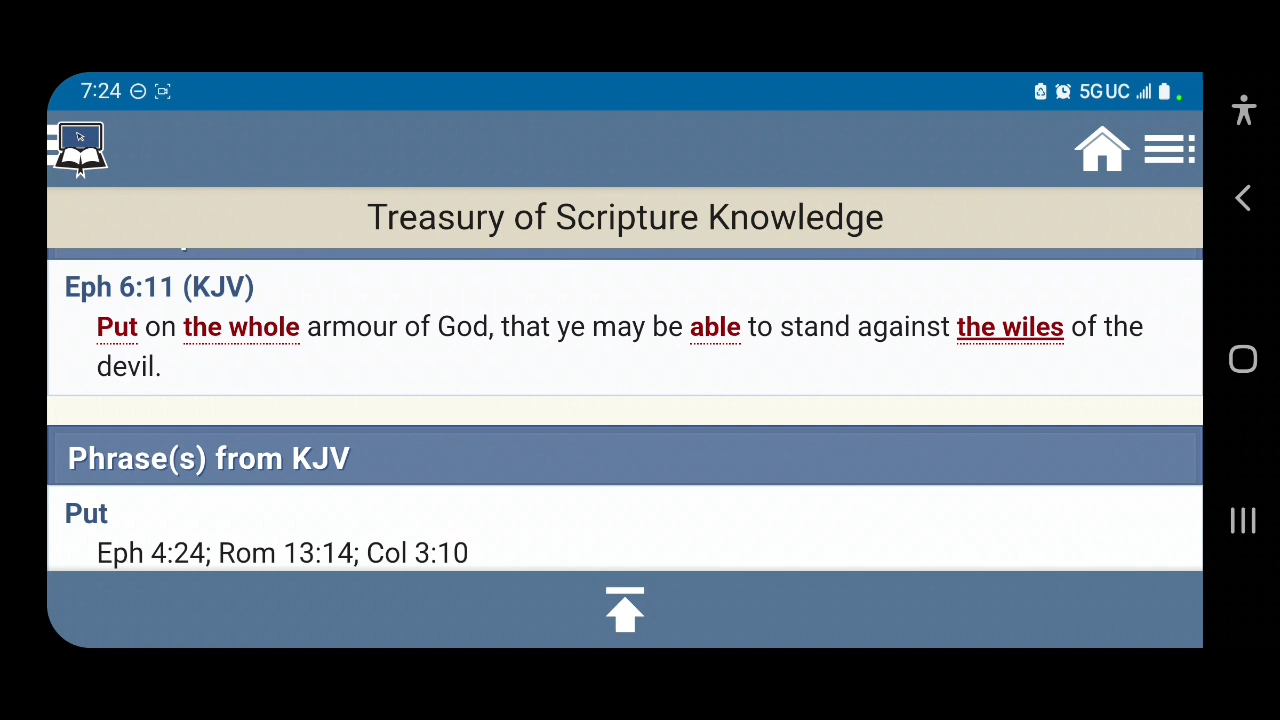 7:24
5G UC
Treasury of Scripture Knowledge
Eph 6:11 (KJV)
Put on the whole armour of God, that ye may be able to stand against the wiles of the
devil.
Phrase(s) from KJV
Put
Eph 4:24; Rom 13:14; Col 3:10